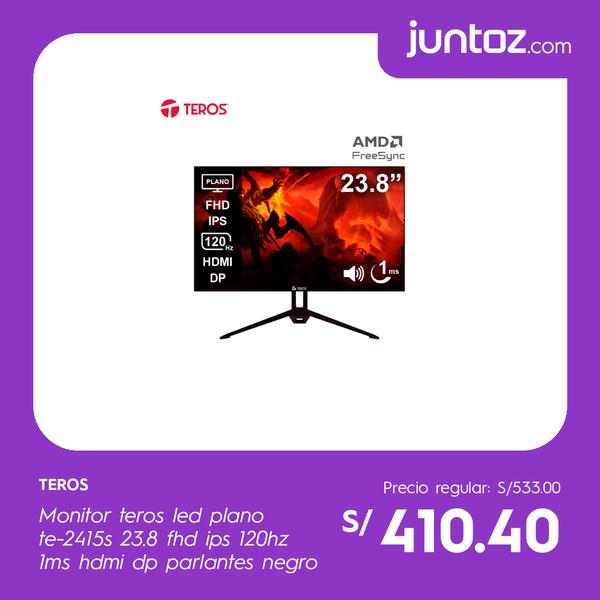 juntoz.com
TEROS
AMD
FreeSync
PLANO
23.8”
FHD
IPS
120Hz
HDMI
DP
1ms
TEROS
TEROS
Monitor teros led plano
te-2415s 23.8 fhd ips 120hz
1ms hdmi dp parlantes negro
Precio regular: S/533.00
S/ 410.40